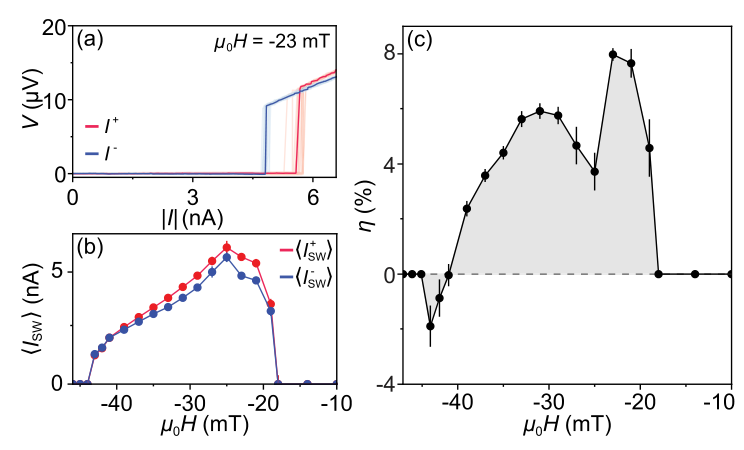 (a)
μ₀H = -23 mT
20
10
0
V (μV)
I⁺
I⁻
0
3
6
|I| (nA)
(b)
⟨I⁺SW⟩
⟨I⁻SW⟩
5
0
⟨ISW⟩ (nA)
-40
-30
-20
-10
μ₀H (mT)
(c)
8
4
0
-4
η (%)
-40
-30
-20
-10
μ₀H (mT)